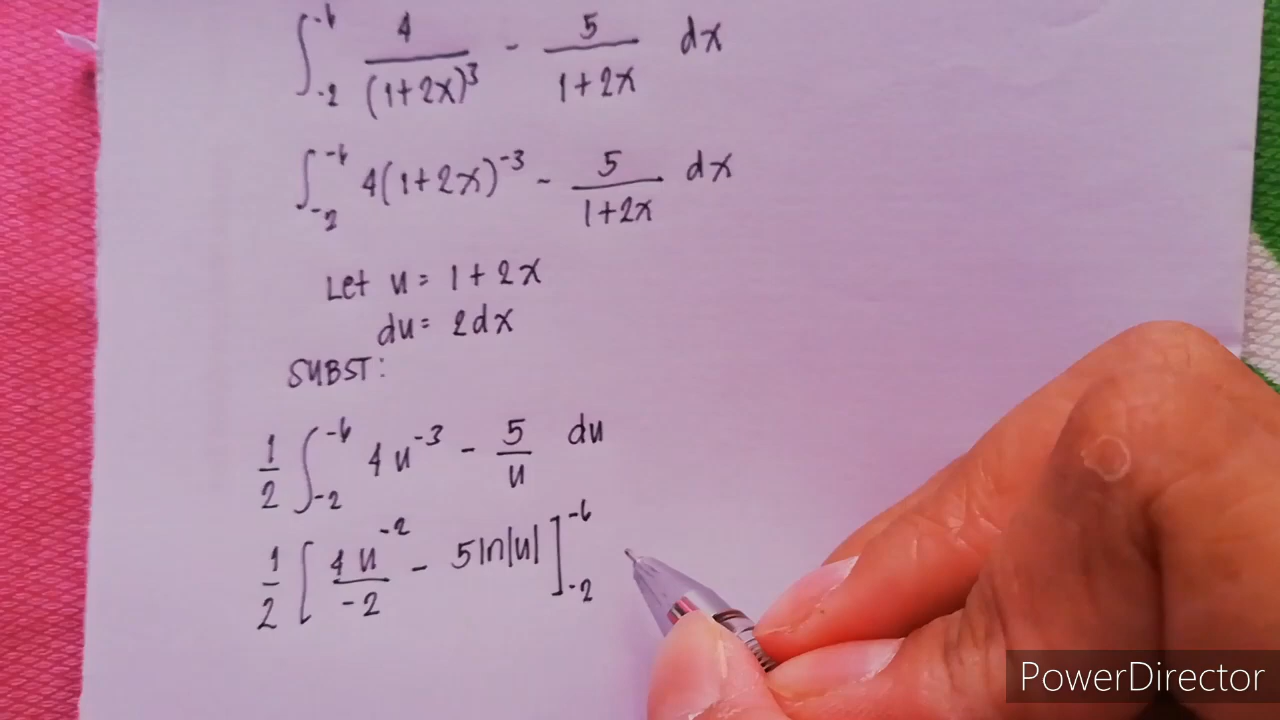 ∫_{-2}^{-6} 4/(1+2x)^3 - 5/(1+2x) dx
∫_{-2}^{-6} 4(1+2x)^{-3} - 5/(1+2x) dx
Let u = 1+2x
du = 2dx
SUBST:
1/2 ∫_{-2}^{-6} 4u^{-3} - 5/u du
1/2 [4u^{-2}/-2 - 5ln|u|]_{-2}^{-6}
PowerDirector